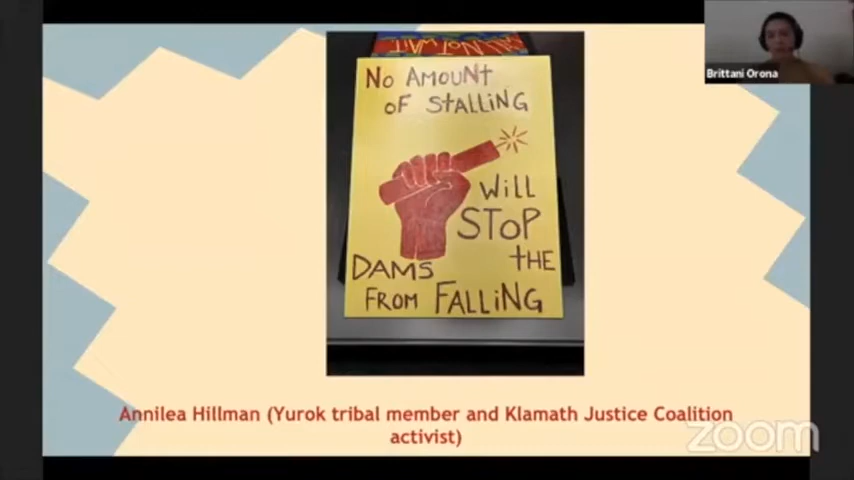 Brittani Orona
NO AMOUNT
OF STALLING
WILL
STOP
THE
DAMS
FROM FALLING
Annilea Hillman (Yurok tribal member and Klamath Justice Coalition
activist)
zoom